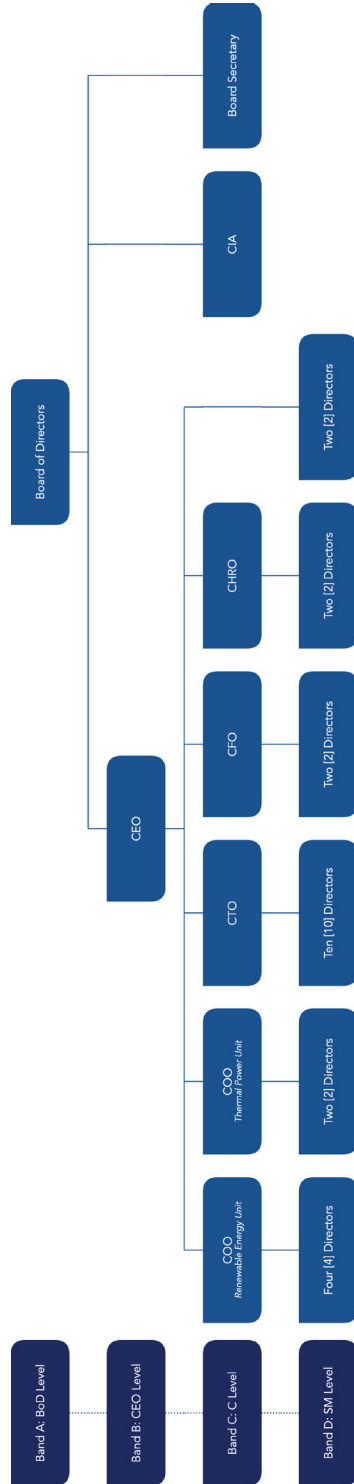 Band A: BoD Level
Board of Directors
Band B: CEO Level
CEO
Band C: C Level
COO
Renewable Energy Unit
COO
Thermal Power Unit
CTO
CFO
CHRO
CIA
Board Secretary
Band D: SM Level
Four [4] Directors
Two [2] Directors
Ten [10] Directors
Two [2] Directors
Two [2] Directors
Two [2] Directors